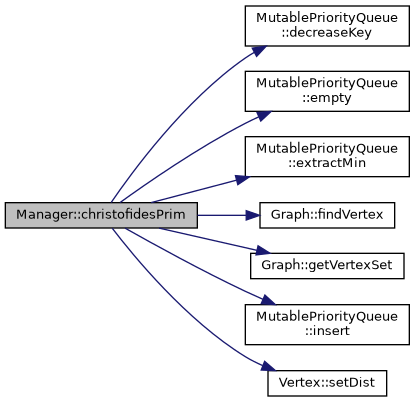 MutablePriorityQueue
::decreaseKey
MutablePriorityQueue
::empty
MutablePriorityQueue
::extractMin
Manager::christofidesPrim
Graph::findVertex
Graph::getVertexSet
MutablePriorityQueue
::insert
Vertex::setDist